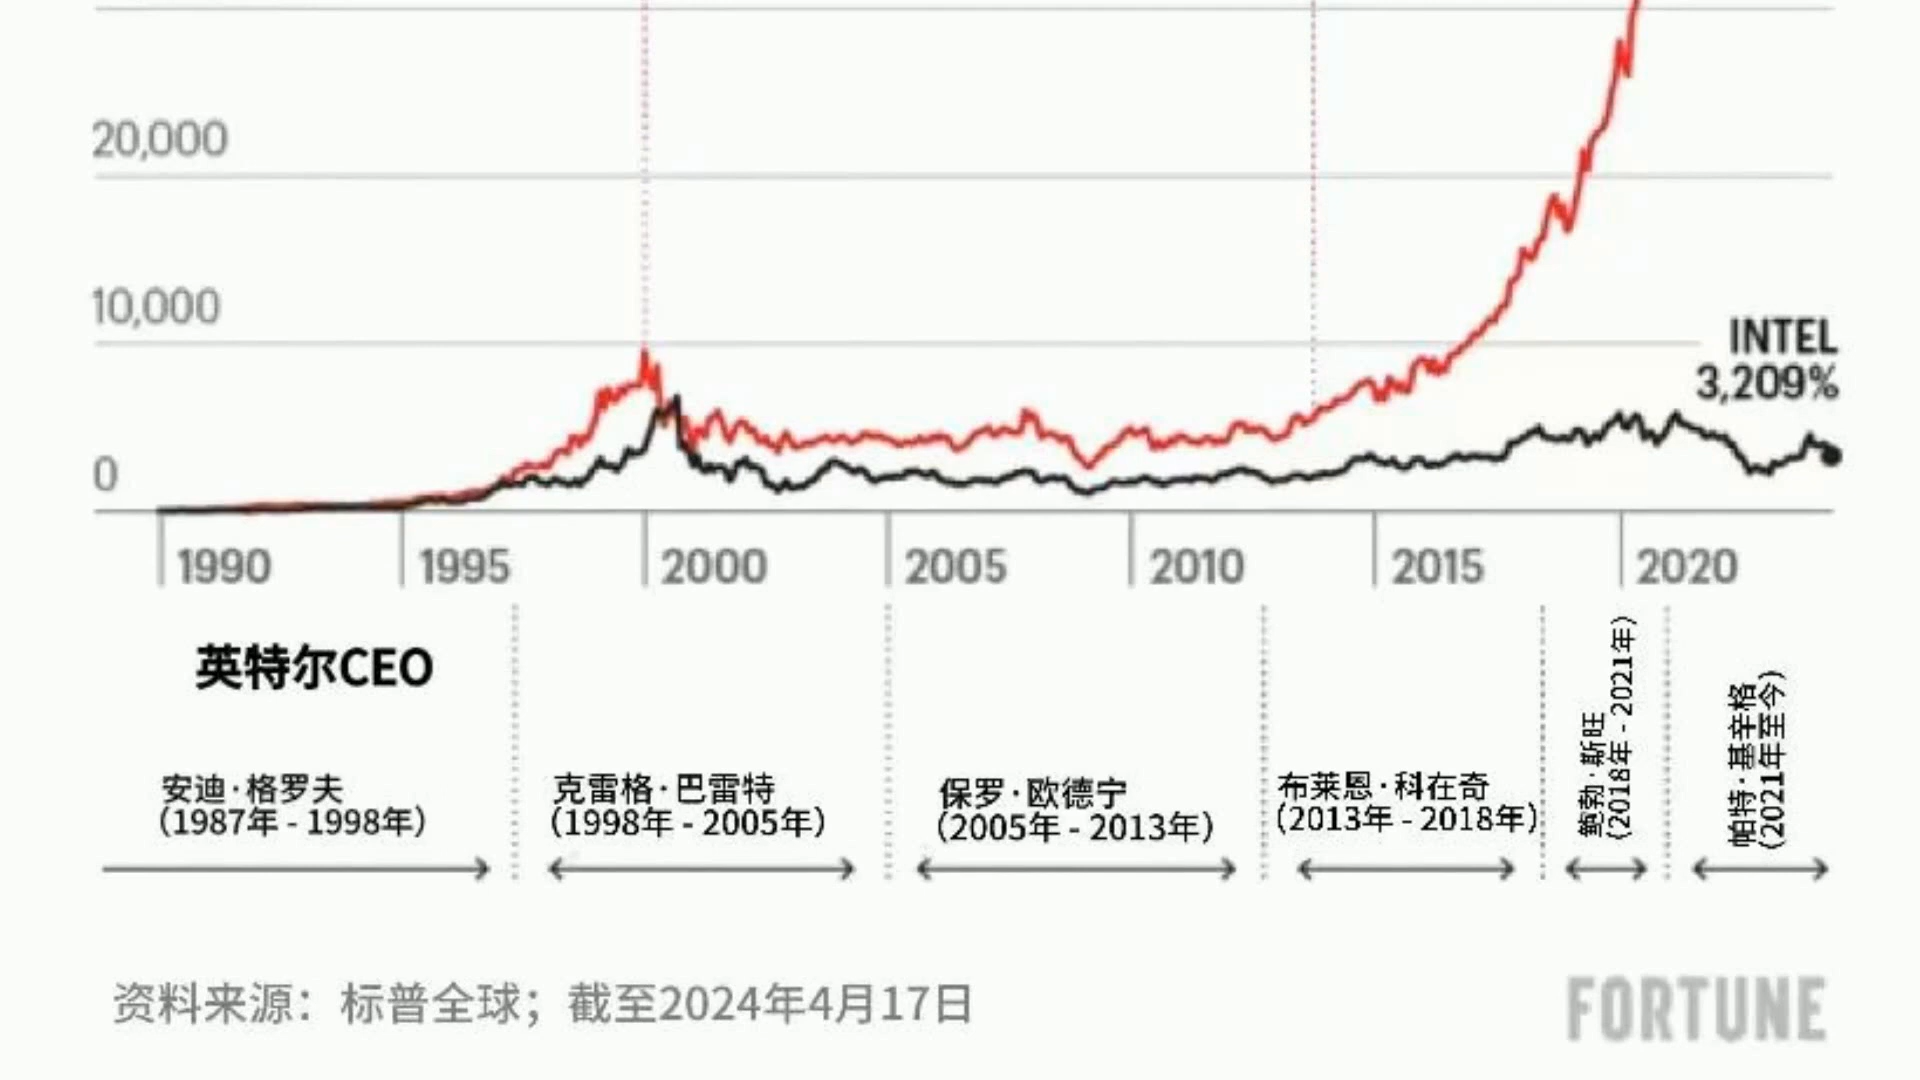 20,000
10,000
INTEL
3,209%
0
1990
1995
2000
2005
2010
2015
2020
英特尔CEO
安迪·格罗夫
(1987年 - 1998年)
克雷格·巴雷特
(1998年 - 2005年)
保罗·欧德宁
(2005年 - 2013年)
布莱恩·科在奇
(2013年 - 2018年)
鲍勃·斯旺
(2018年 - 2021年)
帕特·基辛格
(2021年至今)
资料来源：标普全球；截至2024年4月17日
FORTUNE